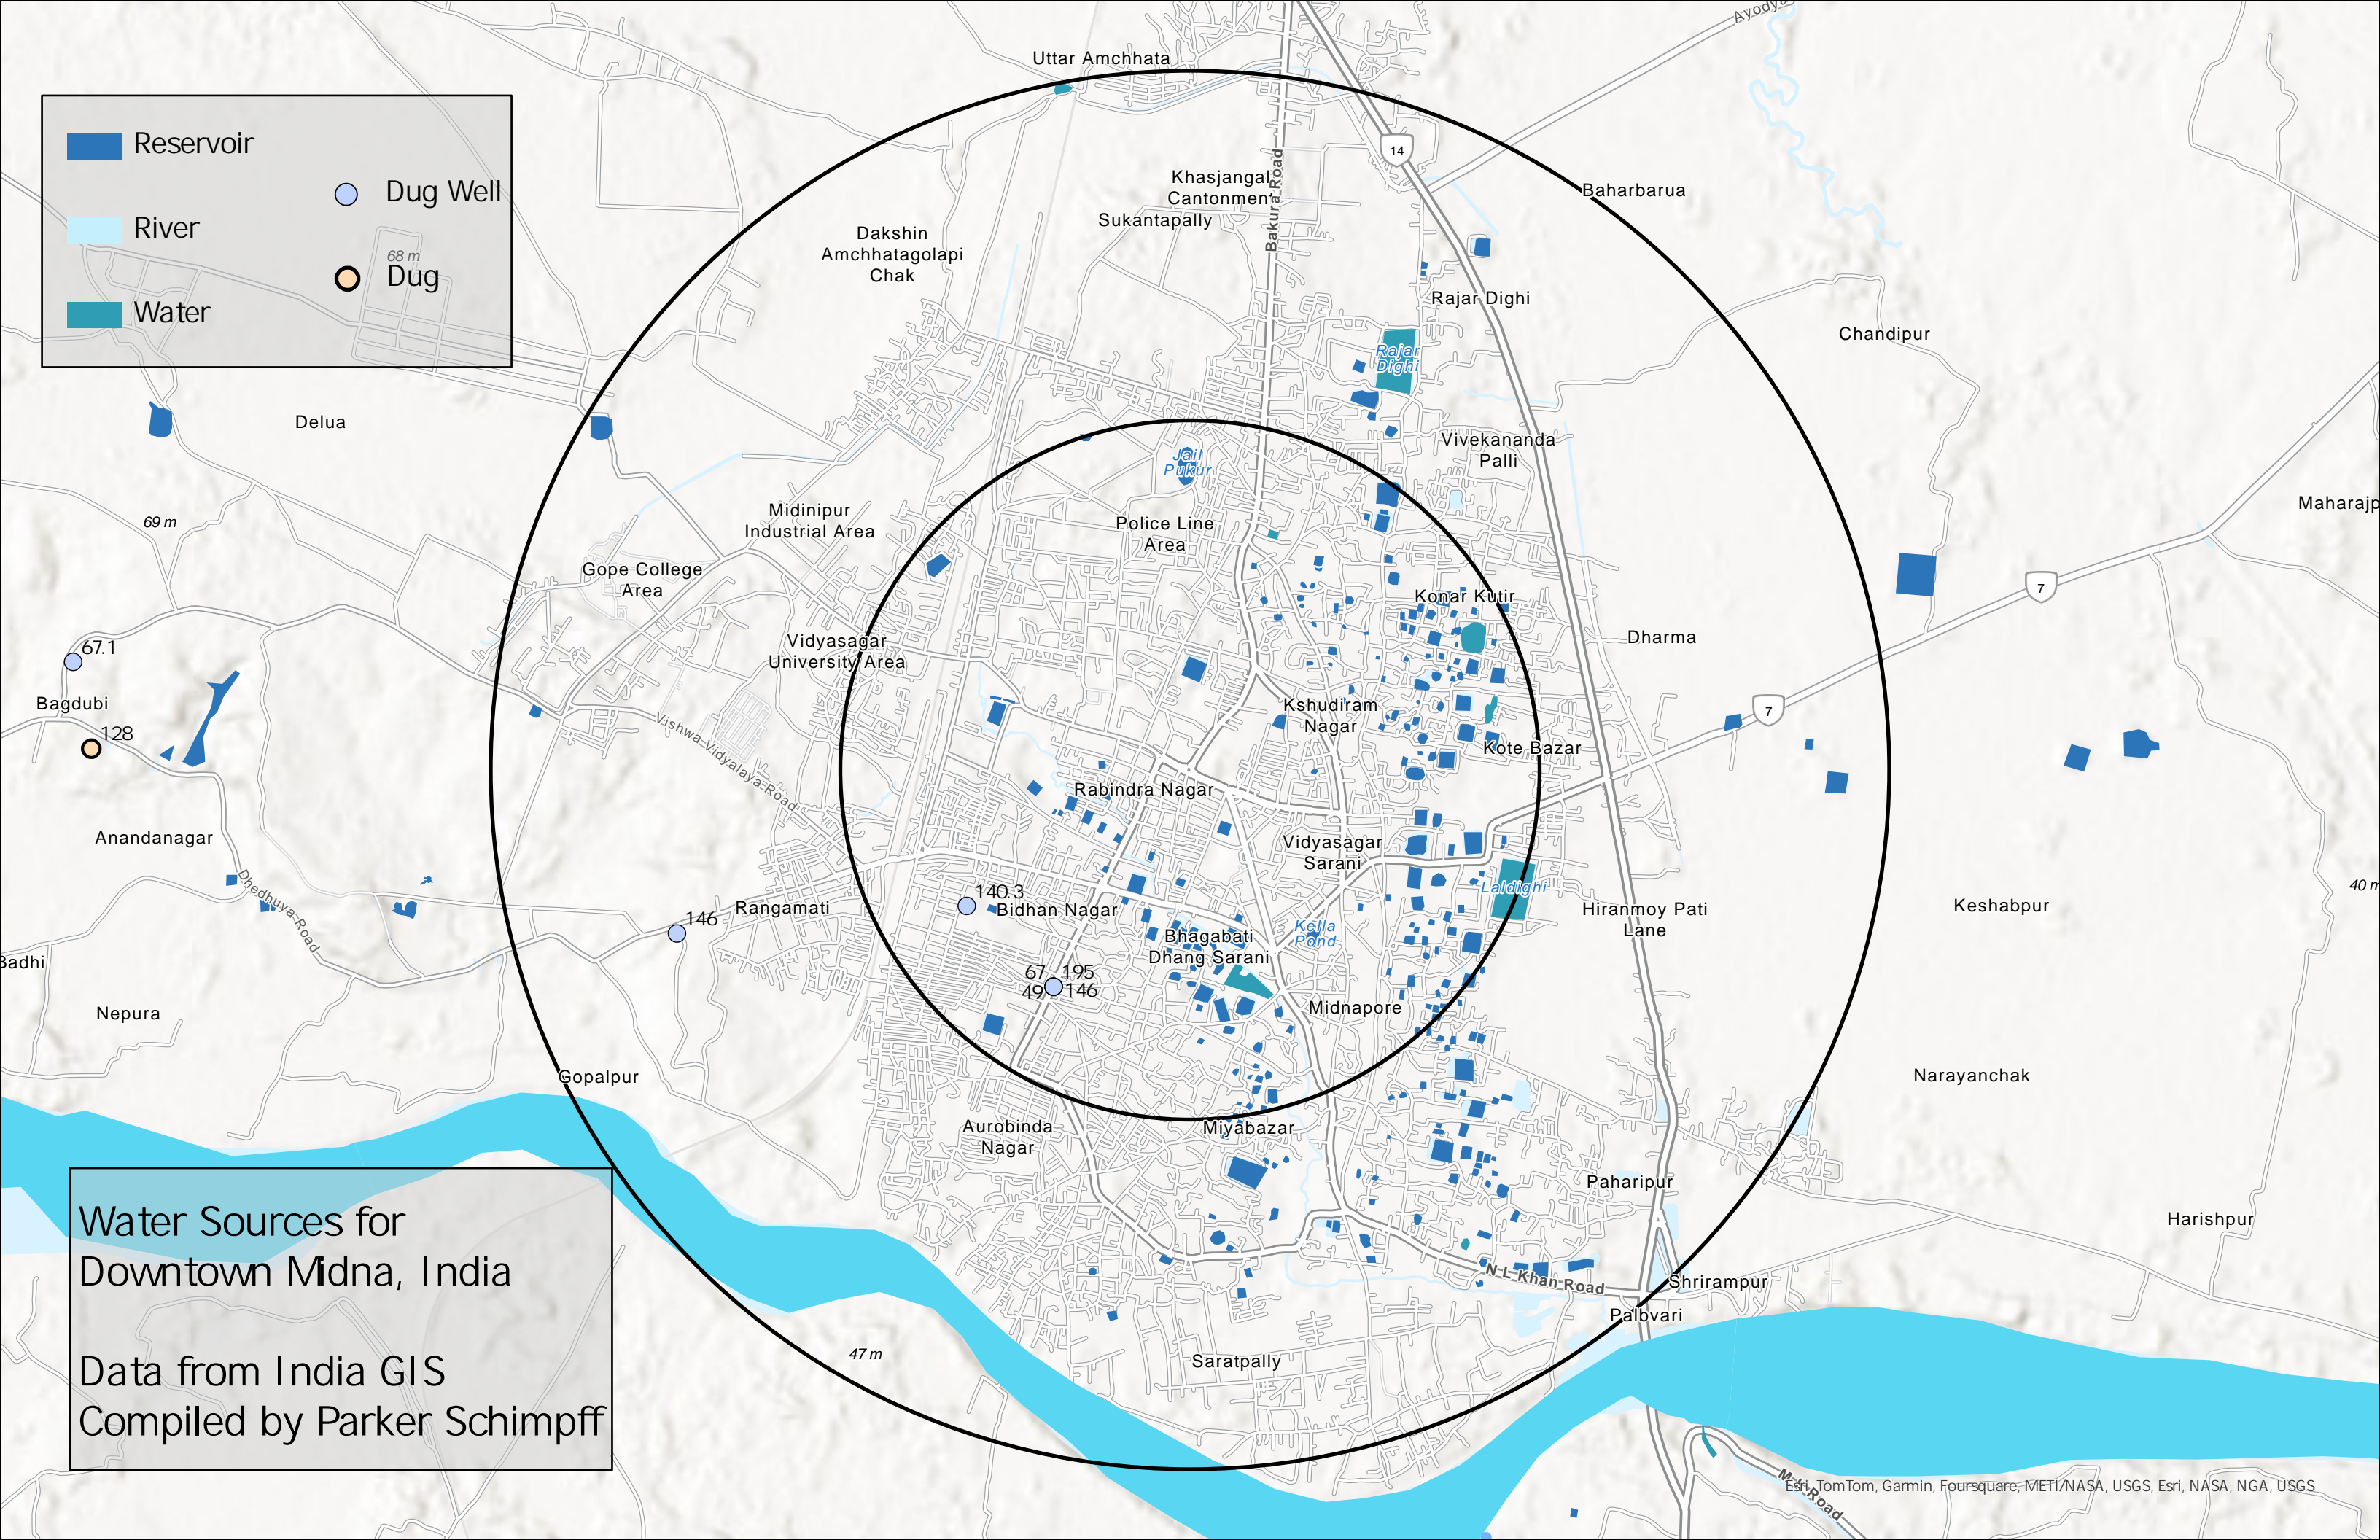 Uttar Amchhata
Ayodya
14
Reservoir
Dug Well
River
68 m
Dug
Water
Khasjangal
Cantonment
Sukantapally
Bakura Road
Baharbarua
Dakshin
Amchhatagolapi
Chak
Rajar Dighi
Chandipur
Rajar
Dighi
Delua
Vivekananda
Palli
Jail
Pukur
Maharajp
69 m
Midinipur
Industrial Area
Police Line
Area
Gope College
Area
Konar Kutir
7
67.1
Vidyasagar
University Area
Dharma
Bagdubi
128
Kshudiram
Nagar
7
Vishwa Vidyalaya Road
Kote Bazar
Rabindra Nagar
Anandanagar
Vidyasagar
Sarani
Dhedhuya Road
Laldighi
40 m
140.3
Bidhan Nagar
146
Rangamati
Hiranmoy Pati
Lane
Keshabpur
Kella
Pond
Bhagabati
Dhang Sarani
Badhi
67 195
49 146
Nepura
Midnapore
Gopalpur
Narayanchak
Aurobinda
Nagar
Miyabazar
Paharipur
Harishpur
Water Sources for
Downtown Midna, India
Data from India GIS
Compiled by Parker Schimpff
N L Khan Road
Shrirampur
Palbvari
47 m
Saratpally
M L Road
Esri, TomTom, Garmin, Foursquare, METI/NASA, USGS, Esri, NASA, NGA, USGS